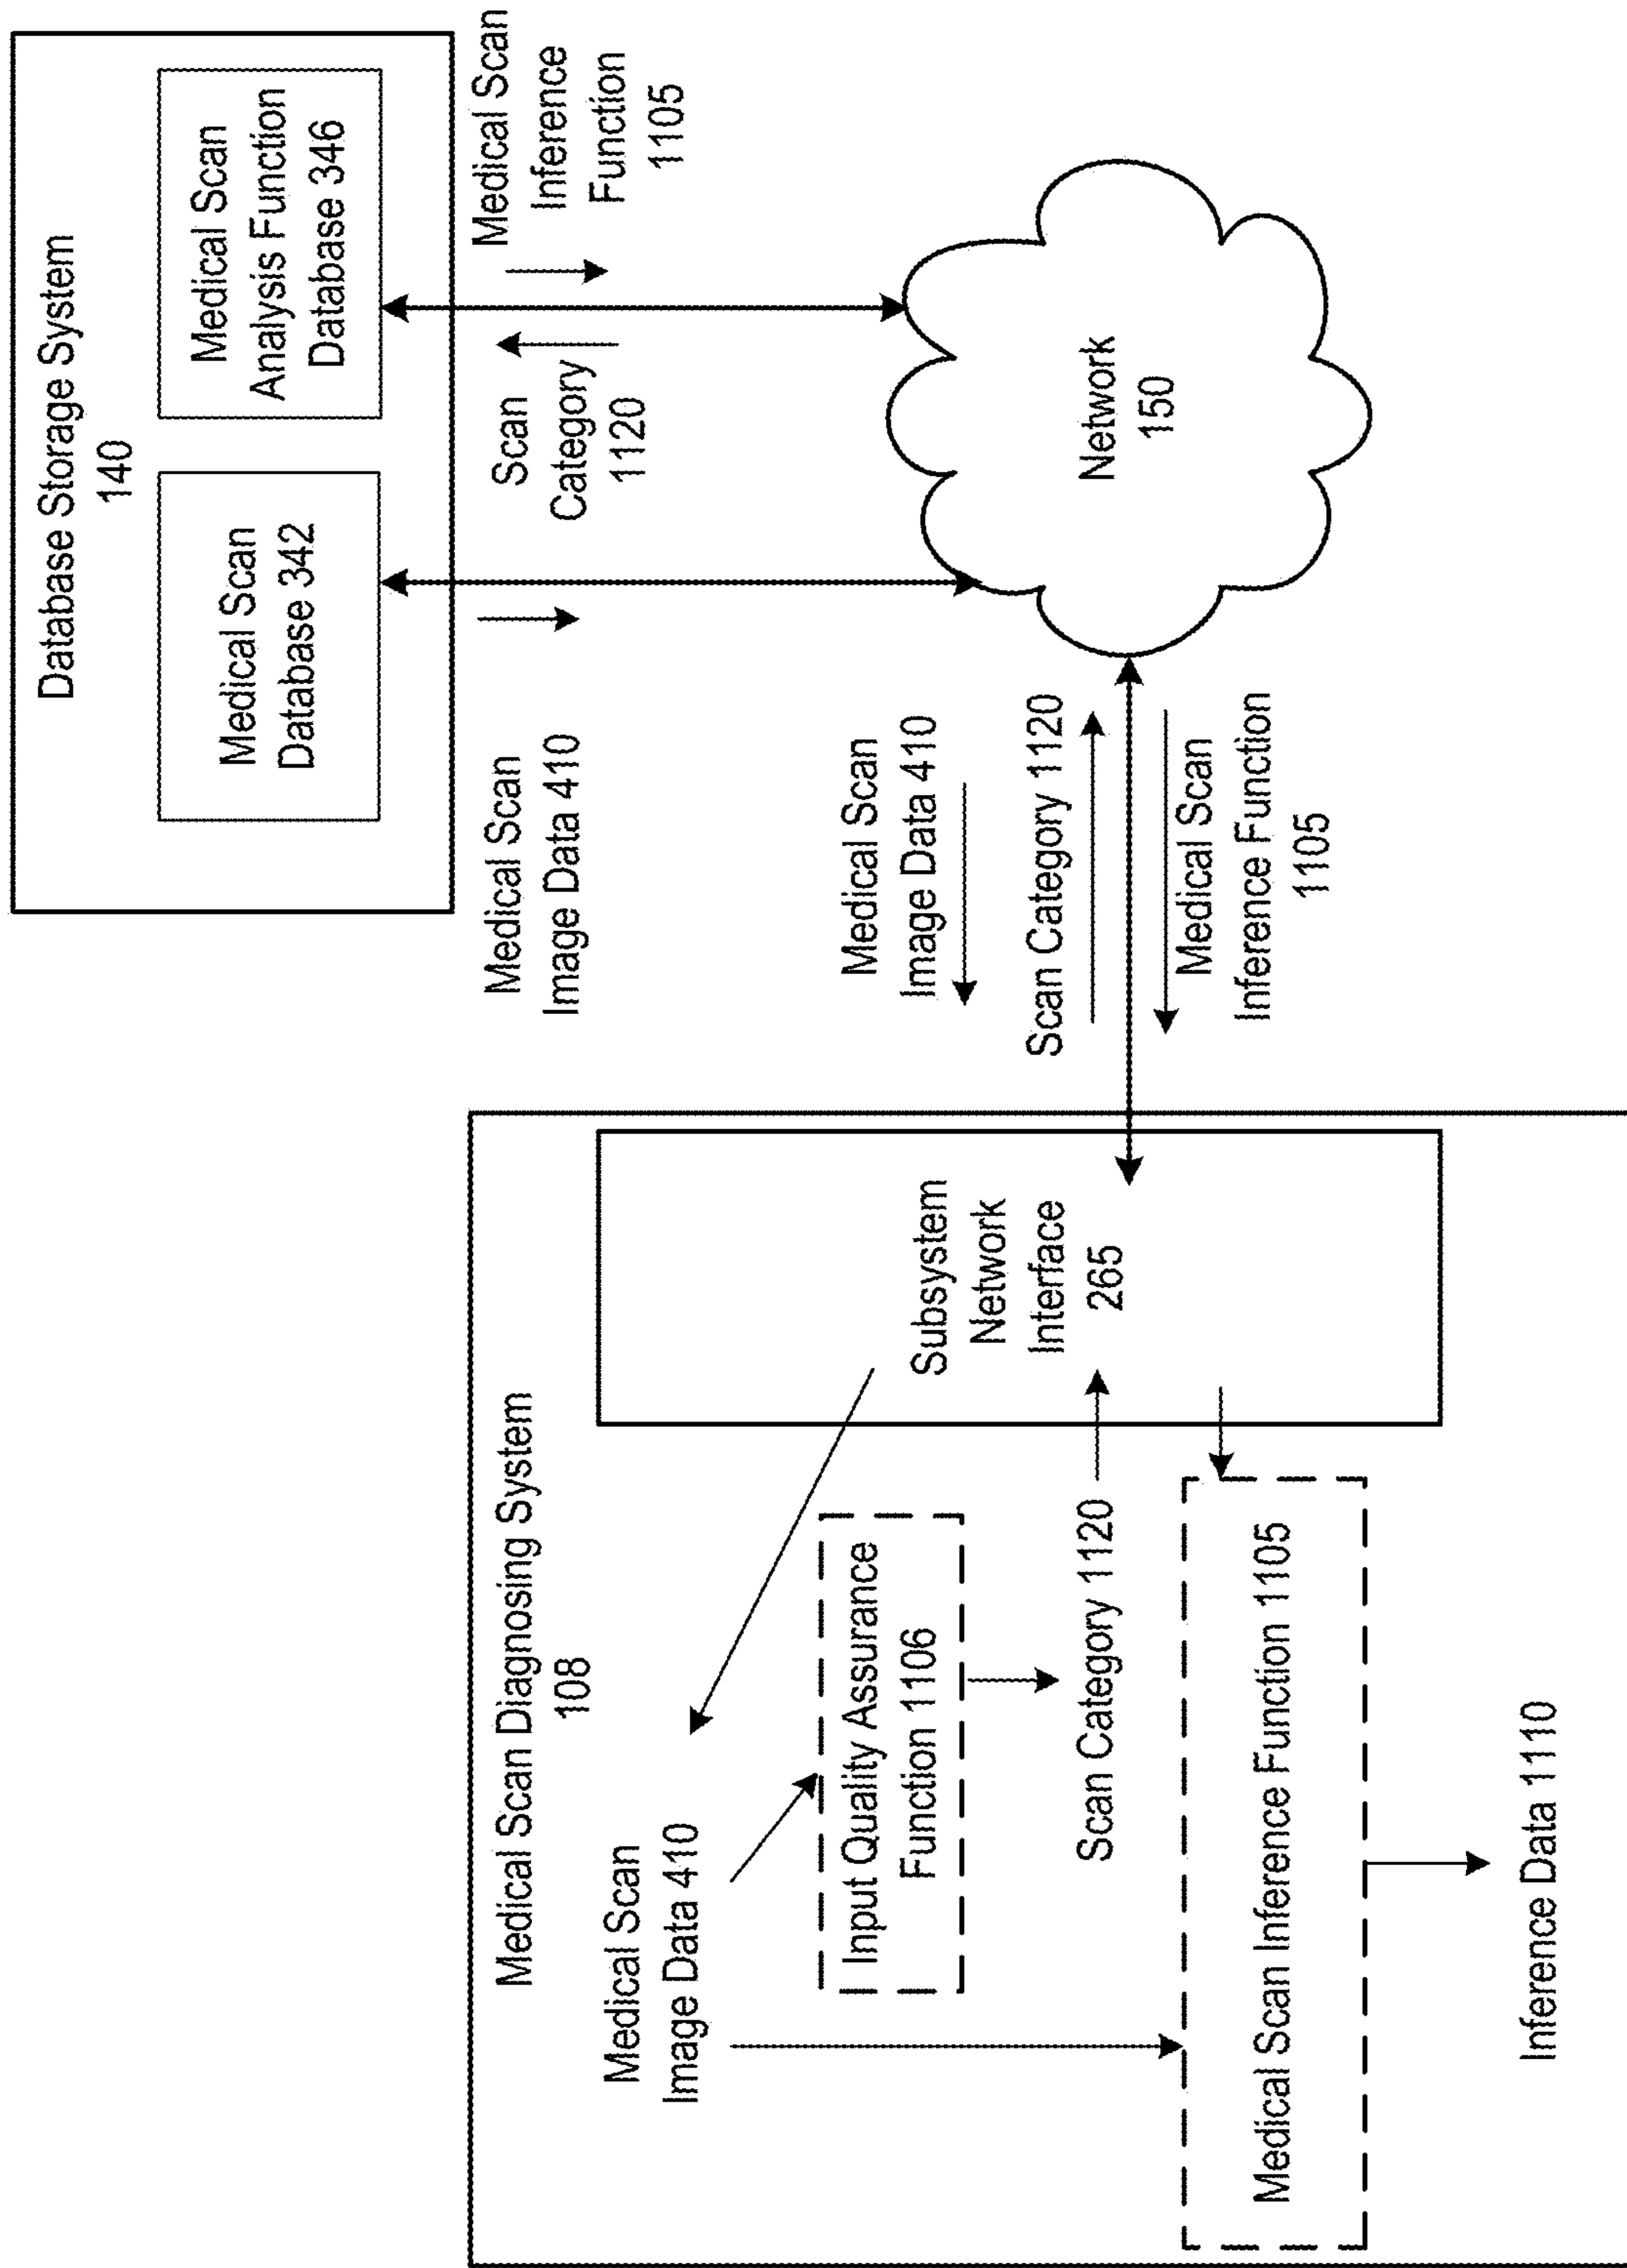 Medical Scan Diagnosing System
108
Medical Scan
Image Data 410
Input Quality Assurance
Function 1106
Scan Category 1120
Medical Scan Inference Function 1105
Inference Data 1110
Subsystem
Network
Interface
265
Medical Scan
Image Data 410
Scan Category 1120
Medical Scan
Inference Function
1105
Database Storage System
140
Medical Scan
Database 342
Medical Scan
Analysis Function
Database 346
Medical Scan
Image Data 410
Scan
Category
1120
Medical Scan
Inference
Function
1105
Network
150